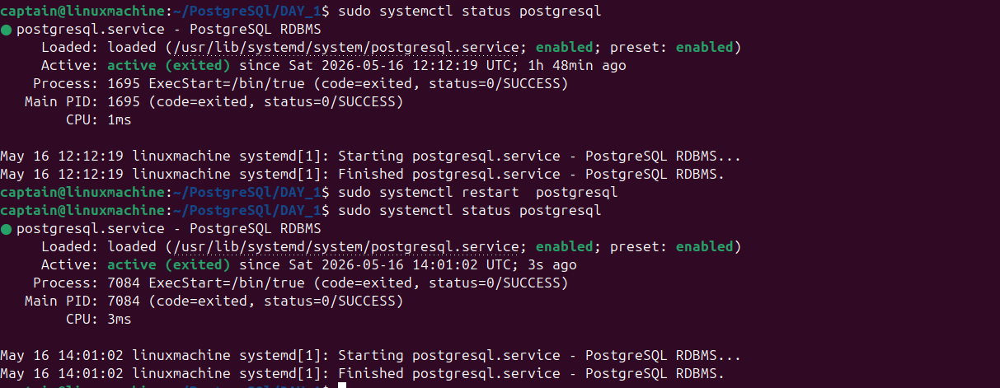 captain@linuxmachine:~/PostgreSQl/DAY_1$ sudo systemctl status postgresql
● postgresql.service - PostgreSQL RDBMS
     Loaded: loaded (/usr/lib/systemd/system/postgresql.service; enabled; preset: enabled)
     Active: active (exited) since Sat 2026-05-16 12:12:19 UTC; 1h 48min ago
    Process: 1695 ExecStart=/bin/true (code=exited, status=0/SUCCESS)
   Main PID: 1695 (code=exited, status=0/SUCCESS)
        CPU: 1ms

May 16 12:12:19 linuxmachine systemd[1]: Starting postgresql.service - PostgreSQL RDBMS...
May 16 12:12:19 linuxmachine systemd[1]: Finished postgresql.service - PostgreSQL RDBMS.
captain@linuxmachine:~/PostgreSQl/DAY_1$ sudo systemctl restart  postgresql
captain@linuxmachine:~/PostgreSQl/DAY_1$ sudo systemctl status postgresql
● postgresql.service - PostgreSQL RDBMS
     Loaded: loaded (/usr/lib/systemd/system/postgresql.service; enabled; preset: enabled)
     Active: active (exited) since Sat 2026-05-16 14:01:02 UTC; 3s ago
    Process: 7084 ExecStart=/bin/true (code=exited, status=0/SUCCESS)
   Main PID: 7084 (code=exited, status=0/SUCCESS)
        CPU: 3ms

May 16 14:01:02 linuxmachine systemd[1]: Starting postgresql.service - PostgreSQL RDBMS...
May 16 14:01:02 linuxmachine systemd[1]: Finished postgresql.service - PostgreSQL RDBMS.